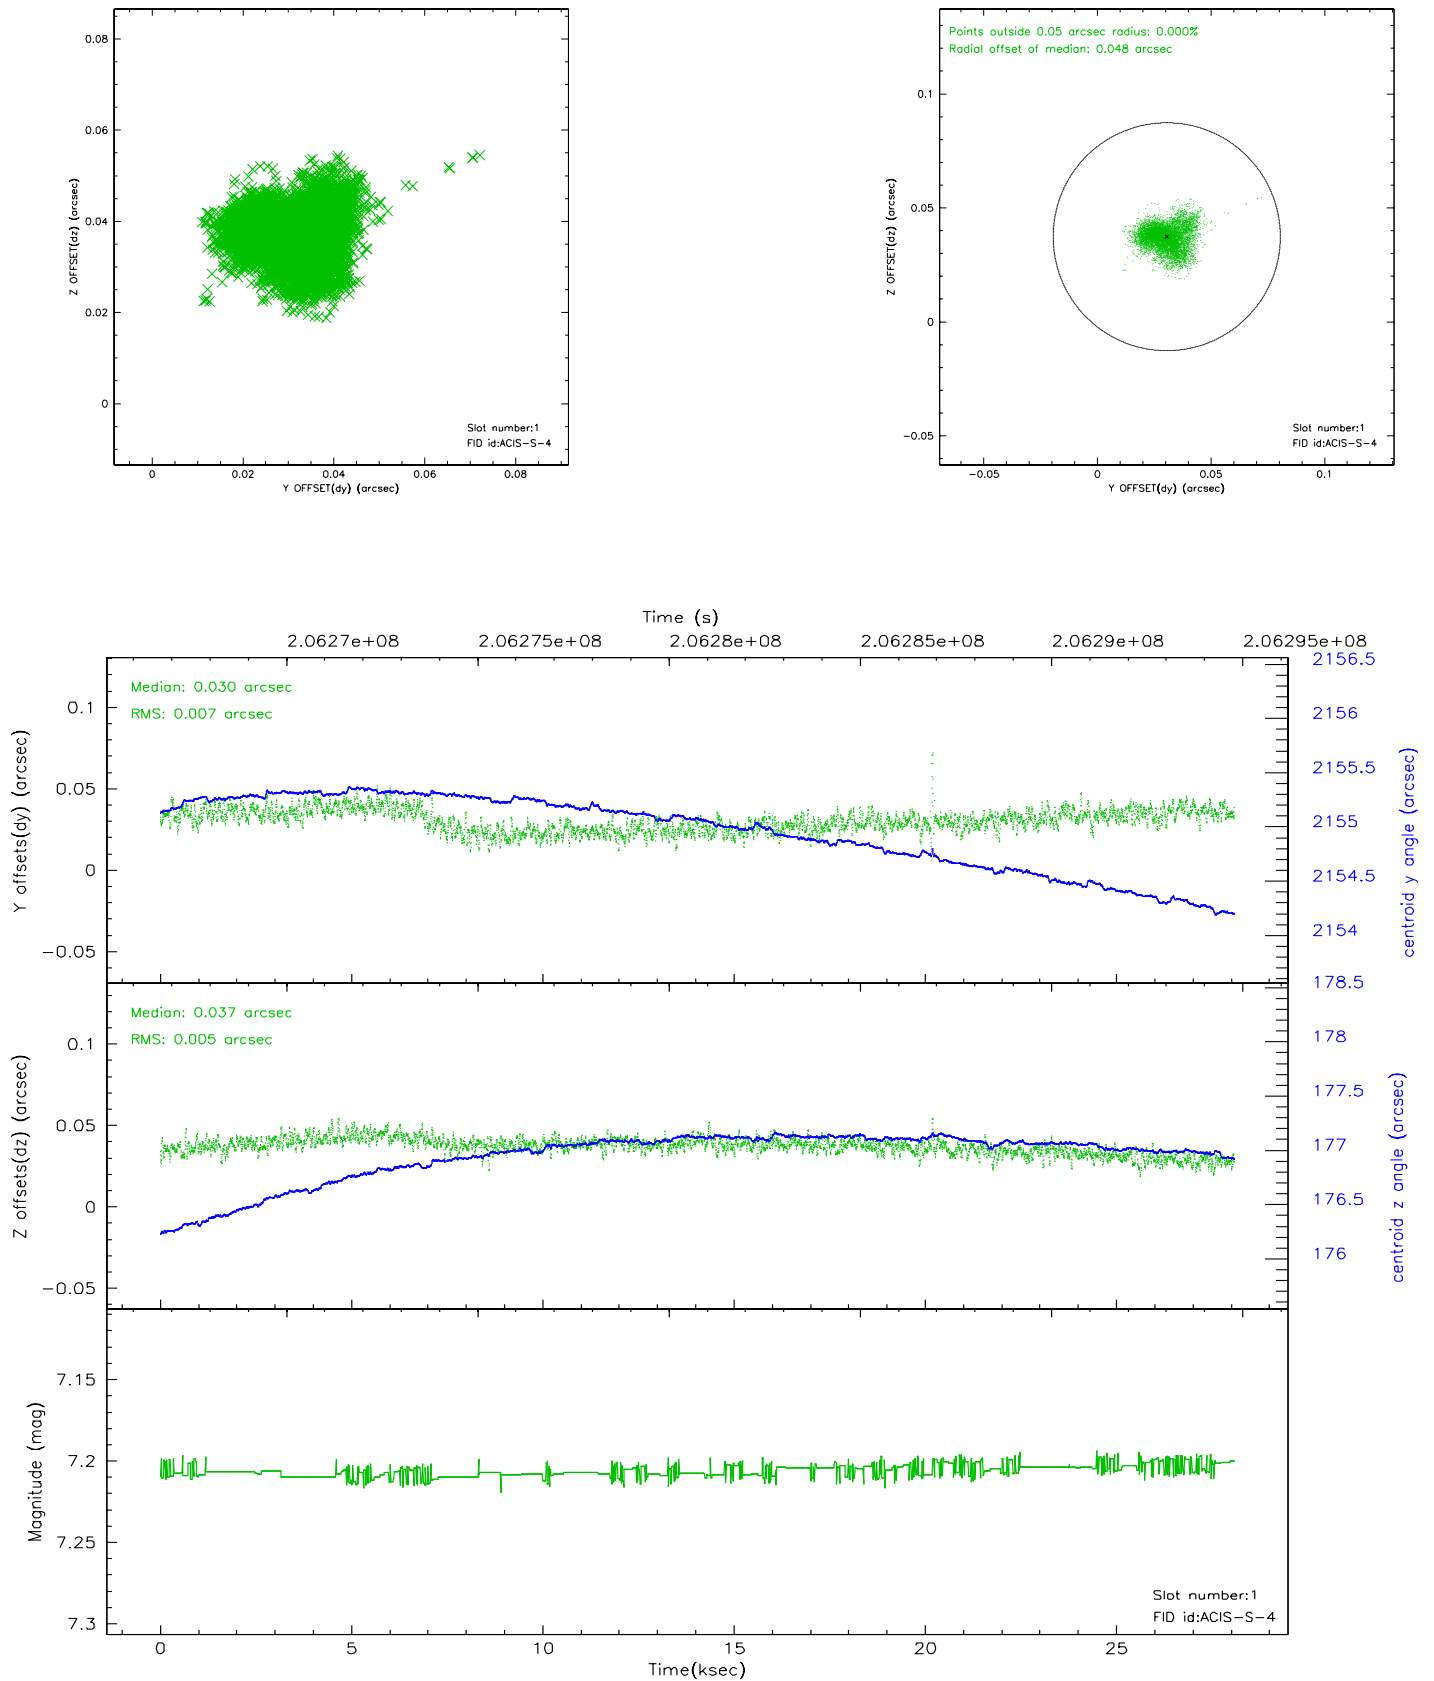 0.08
0.06
0.04
0.02
0
Z OFFSET(dz) (arcsec)
Slot number:1
FID id:ACIS-S-4
0 0.02 0.04 0.06 0.08
Y OFFSET(dy) (arcsec)
Points outside 0.05 arcsec radius: 0.000%
Radial offset of median: 0.048 arcsec
0.1
0.05
0
-0.05
Z OFFSET(dz) (arcsec)
Slot number:1
FID id:ACIS-S-4
-0.05 0 0.05 0.1
Y OFFSET(dy) (arcsec)
Time (s)
2.0627e+08 2.06275e+08 2.0628e+08 2.06285e+08 2.0629e+08 2.06295e+08
Median: 0.030 arcsec
RMS: 0.007 arcsec
0.1
0.05
0
-0.05
Y offsets(dy) (arcsec)
2156.5
2156
2155.5
2155
2154.5
2154
centroid y angle (arcsec)
178.5
Median: 0.037 arcsec
RMS: 0.005 arcsec
0.1
0.05
0
-0.05
Z offsets(dz) (arcsec)
178
177.5
177
176.5
176
centroid z angle (arcsec)
7.15
7.2
7.25
7.3
Magnitude (mag)
Slot number:1
FID id:ACIS-S-4
0 5 10 15 20 25
Time(ksec)